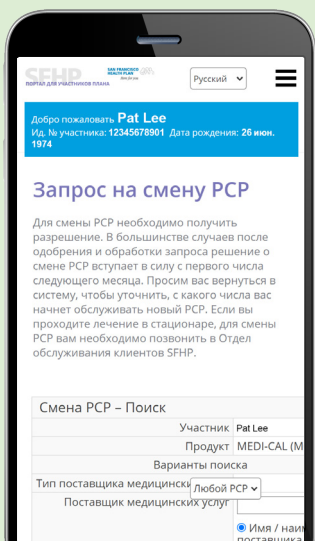 SFHP
SAN FRANCISCO
HEALTH PLAN
ПОРТАЛ ДЛЯ УЧАСТНИКОВ ПЛАНА
Русский
Добро пожаловать Pat Lee
Ид. № участника: 12345678901 Дата рождения: 26 июн.
1974
Запрос на смену PCP
Для смены PCP необходимо получить
разрешение. В большинстве случаев после
одобрения и обработки запроса решение о
смене PCP вступает в силу с первого числа
следующего месяца. Просим вас вернуться в
систему, чтобы уточнить, с какого числа вас
начнет обслуживать новый PCP. Если вы
проходите лечение в стационаре, для смены
PCP вам необходимо позвонить в Отдел
обслуживания клиентов SFHP.
Смена PCP – Поиск
Участник Pat Lee
Продукт MEDI-CAL (M
Варианты поиска
Тип поставщика медицински Любой PCP
Поставщик медицинских услуг
Имя / наим
поставщика